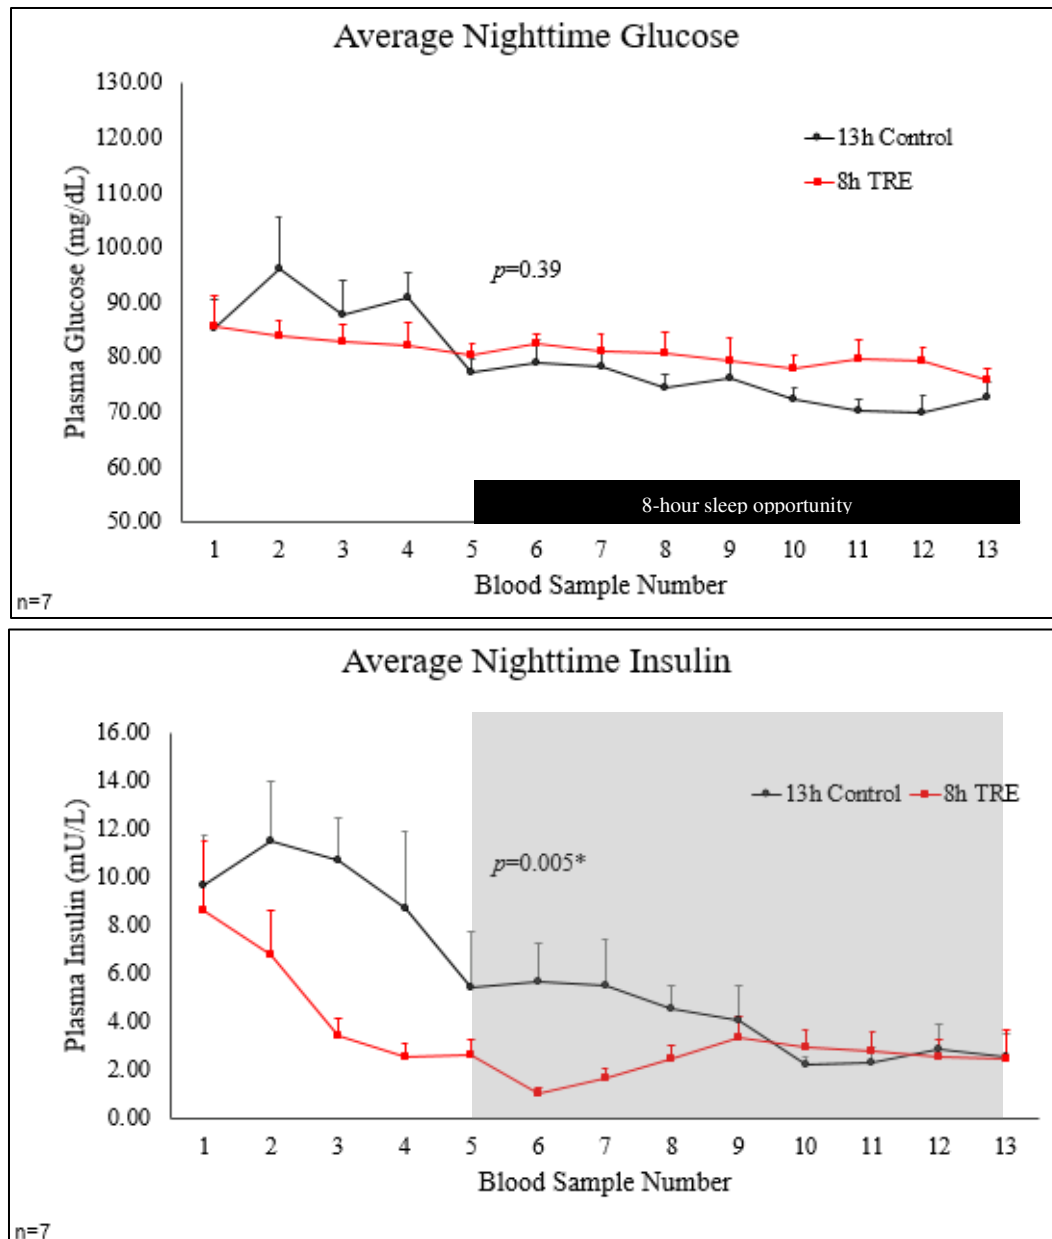 Average Nighttime Glucose
130.00
120.00
110.00
100.00
90.00
80.00
70.00
60.00
50.00
Plasma Glucose (mg/dL)
13h Control
8h TRE
p=0.39
8-hour sleep opportunity
1 2 3 4 5 6 7 8 9 10 11 12 13
Blood Sample Number
n=7
Average Nighttime Insulin
16.00
14.00
12.00
10.00
8.00
6.00
4.00
2.00
0.00
Plasma Insulin (mU/L)
13h Control 8h TRE
p=0.005*
1 2 3 4 5 6 7 8 9 10 11 12 13
Blood Sample Number
n=7